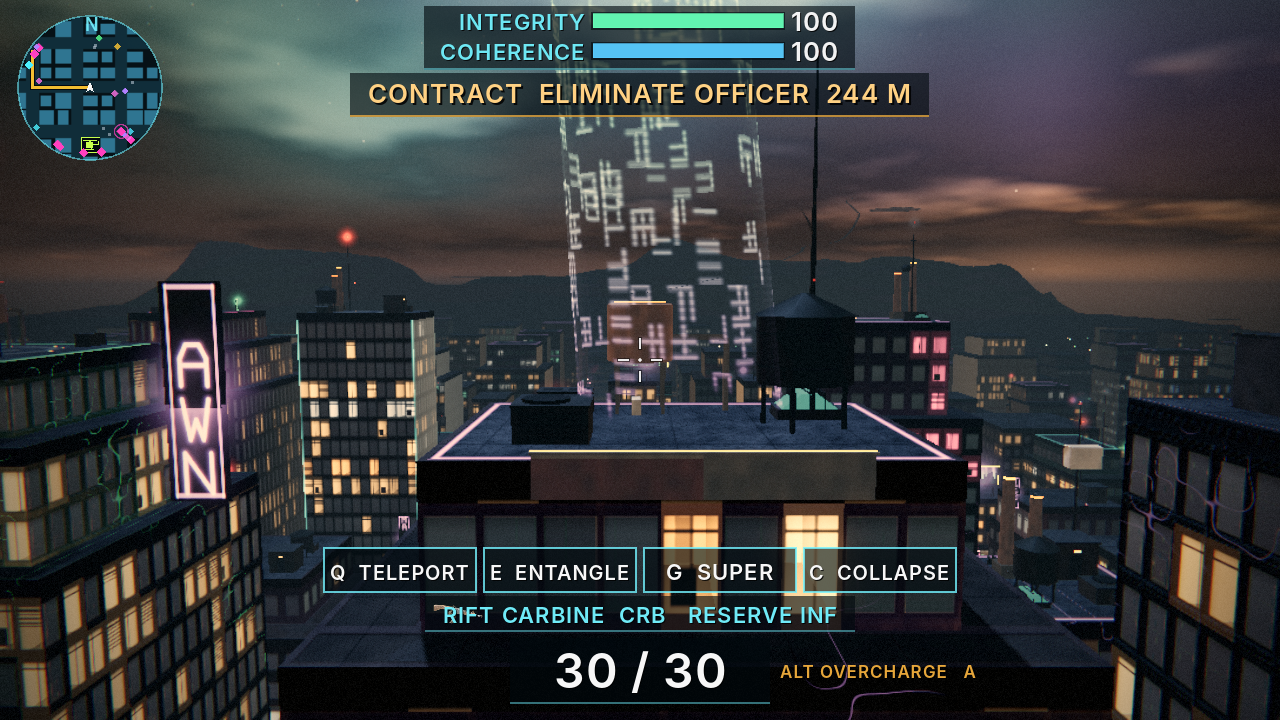 N
INTEGRITY 100
COHERENCE 100
CONTRACT ELIMINATE OFFICER 244 M
AWN
Q TELEPORT
E ENTANGLE
G SUPER
C COLLAPSE
RIFT CARBINE CRB RESERVE INF
30 / 30
ALT OVERCHARGE A